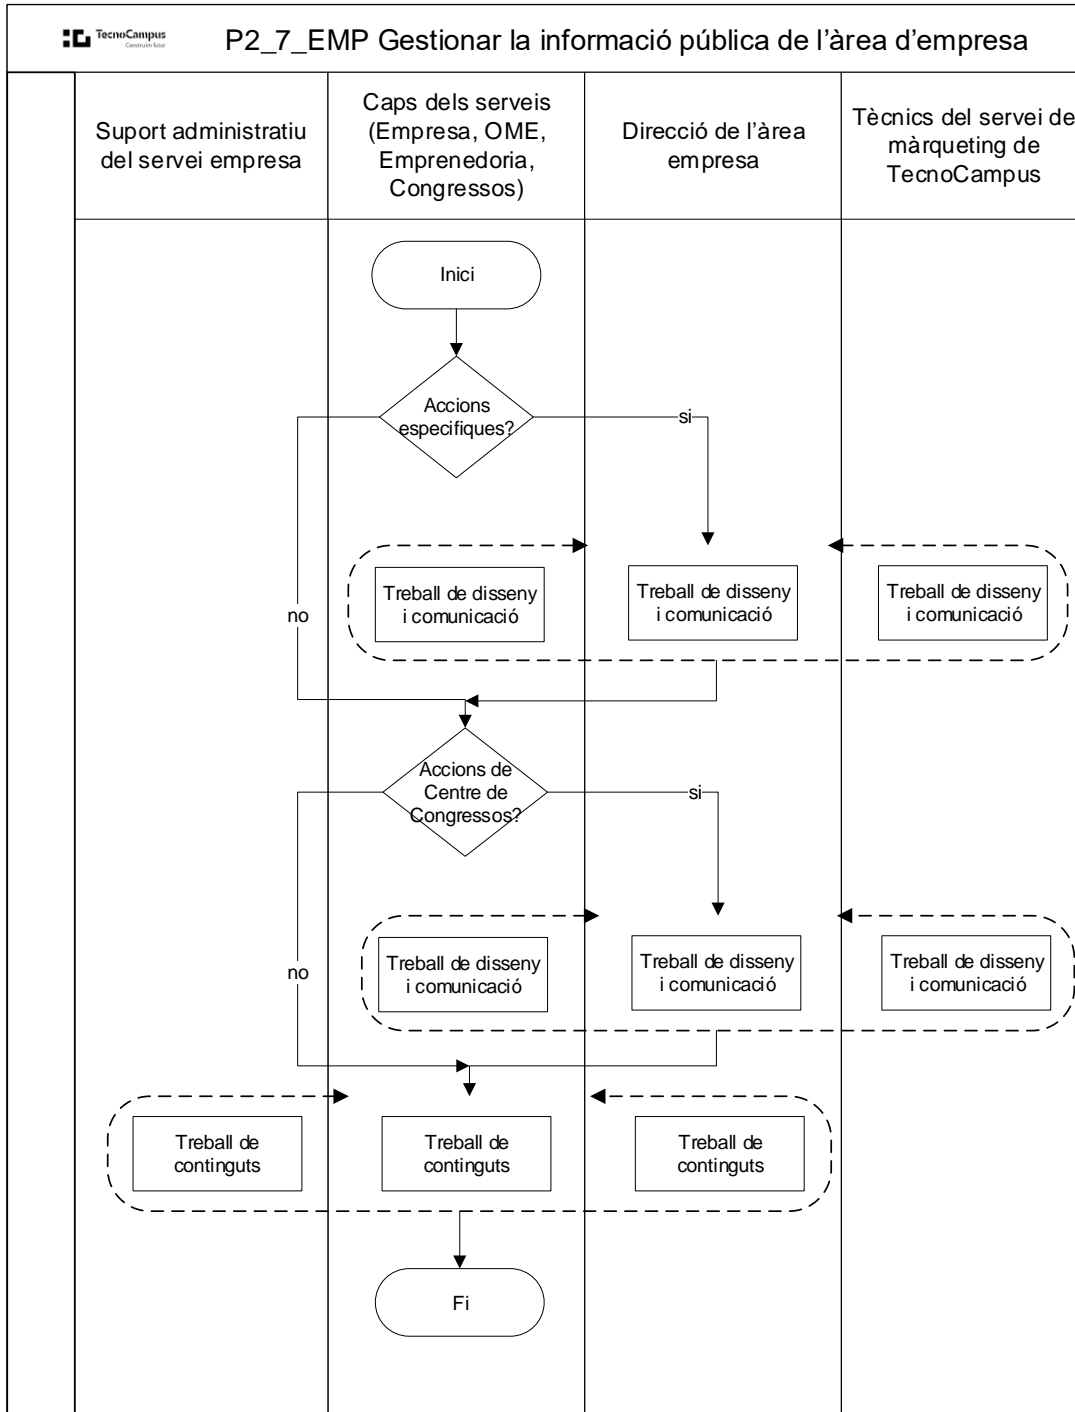 TecnoCampus
Construïm futur
P2_7_EMP Gestionar la informació pública de l’àrea d’empresa
Suport administratiu
del servei empresa
Caps dels serveis
(Empresa, OME,
Emprenedoria,
Congressos)
Direcció de l’àrea
empresa
Tècnics del servei de
màrqueting de
TecnoCampus
Inici
Accions
especifiques?
si
no
Treball de disseny
i comunicació
Treball de disseny
i comunicació
Treball de disseny
i comunicació
Accions de
Centre de
Congressos?
si
no
Treball de disseny
i comunicació
Treball de disseny
i comunicació
Treball de disseny
i comunicació
Treball de
continguts
Treball de
continguts
Treball de
continguts
Fi